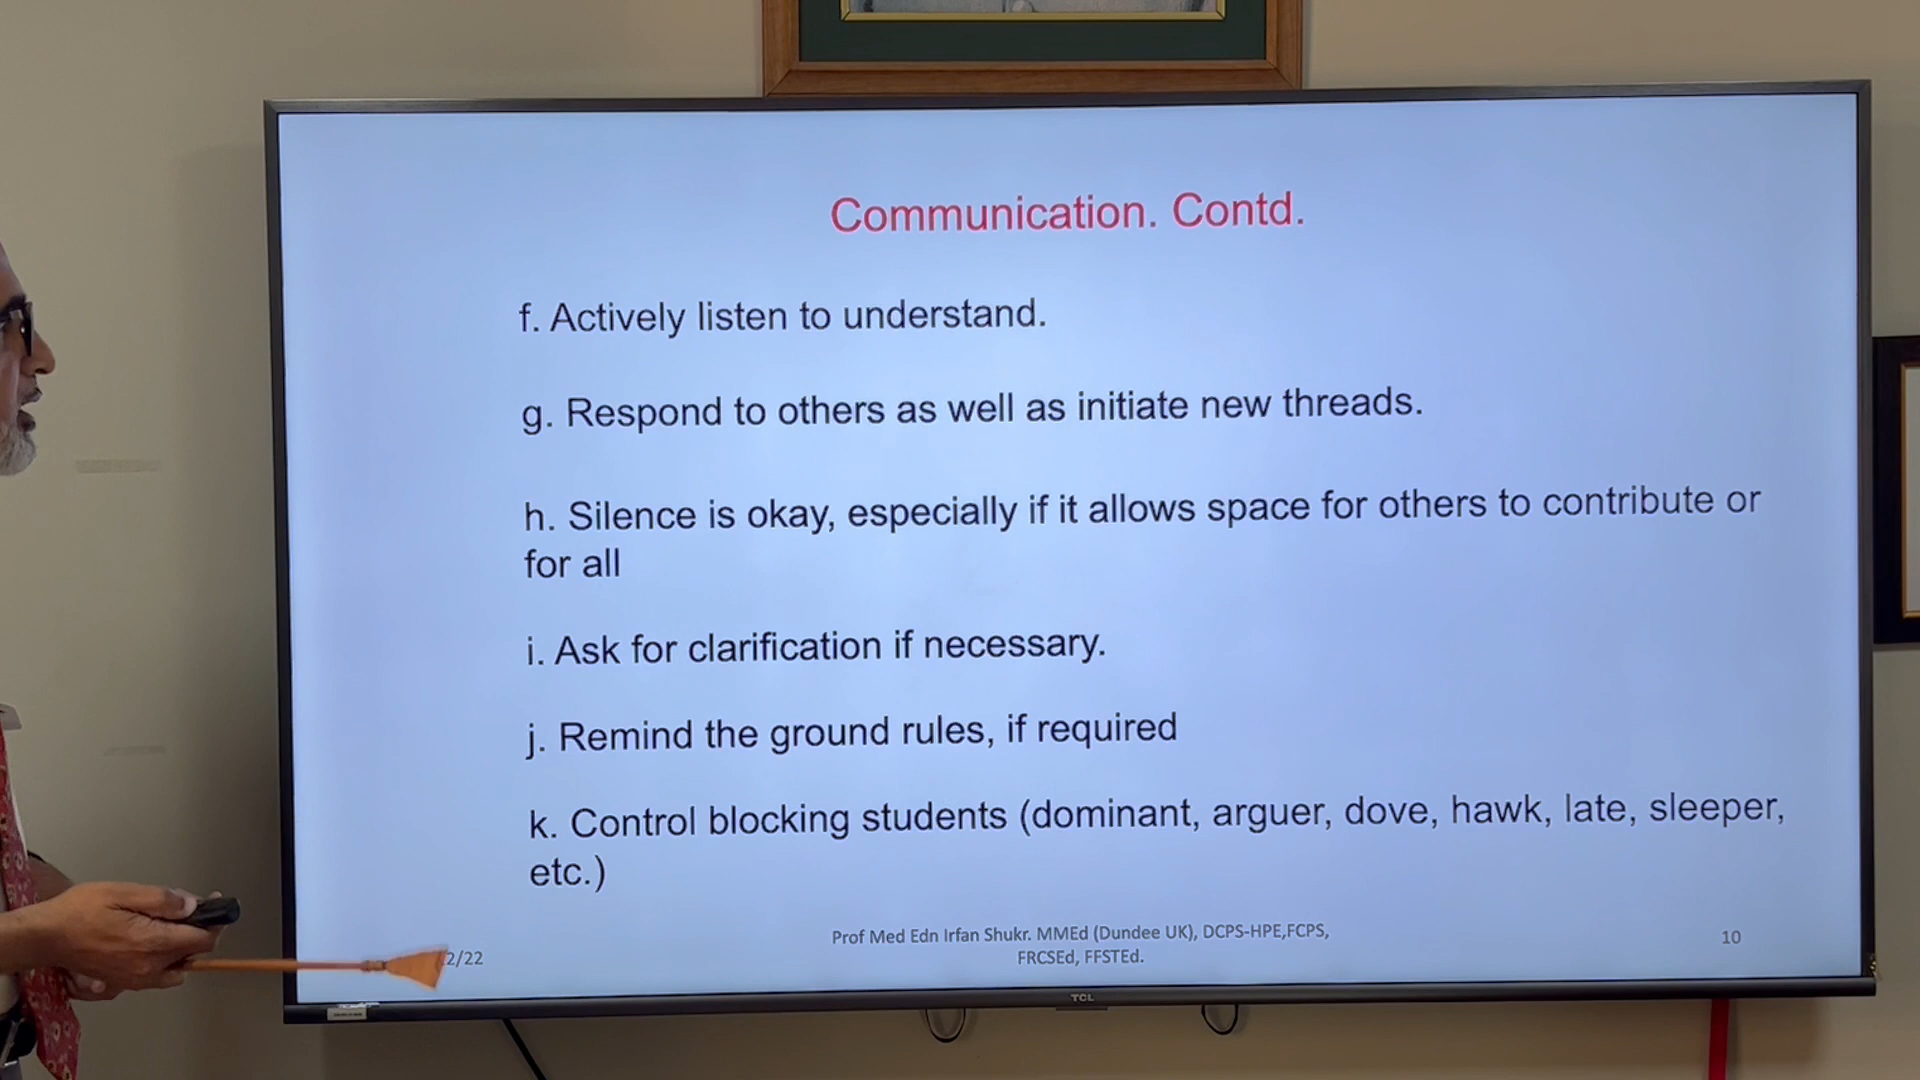 Communication. Contd.
f. Actively listen to understand.
g. Respond to others as well as initiate new threads.
h. Silence is okay, especially if it allows space for others to contribute or
for all
i. Ask for clarification if necessary.
j. Remind the ground rules, if required
k. Control blocking students (dominant, arguer, dove, hawk, late, sleeper,
etc.)
2/22
Prof Med Edn Irfan Shukr. MMEd (Dundee UK), DCPS-HPE,FCPS,
FRCSEd, FFSTEd.
10
TCL